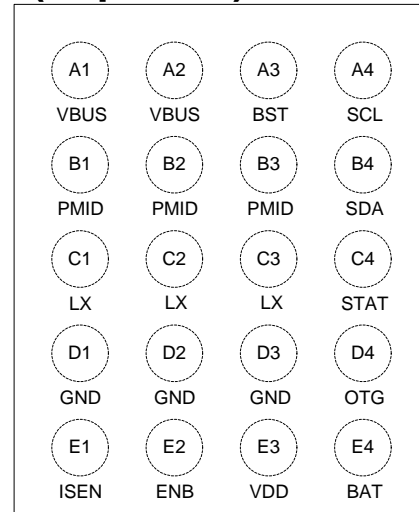 A1 A2 A3 A4
VBUS VBUS BST SCL
B1 B2 B3 B4
PMID PMID PMID SDA
C1 C2 C3 C4
LX LX LX STAT
D1 D2 D3 D4
GND GND GND OTG
E1 E2 E3 E4
ISEN ENB VDD BAT